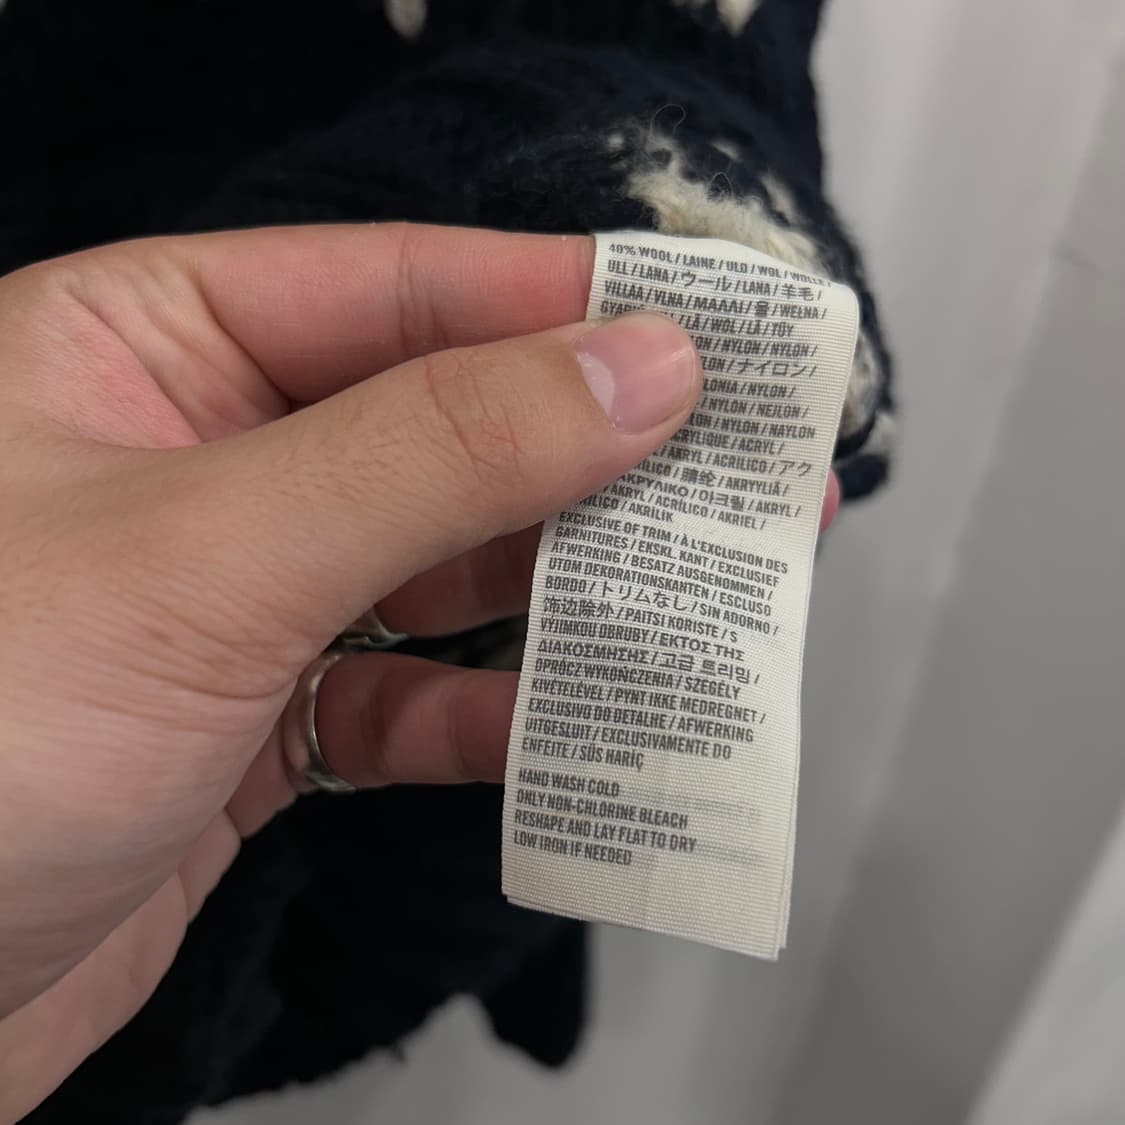 40% WOOL / LAINE / ULD / WOL / WOLLE /
ULL / LANA / ウール / LANA / 羊毛 /
VILLAA / VLNA / ΜΑΛΛΙ / 울 / WEŁNA /
/ LÂ / WOL / LÃ / YÜY
/ NYLON / NYLON /
/ ナイロン /
/ NYLON /
/ NYLON / NEJLON /
/ NYLON / NAYLON
/ ACRYL /
/ AKRYL / ACRILICO / アク
/ 腈纶 / AKRYYLIÄ /
ΑΚΡΥΛΙΚΟ / 아크릴 / AKRYL /
/ AKRYL / ACRÍLICO / AKRIEL /
/ AKRİLİK
EXCLUSIVE OF TRIM / À L'EXCLUSION DES
GARNITURES / EKSKL. KANT / EXCLUSIEF
AFWERKING / BESATZ AUSGENOMMEN /
UTOM DEKORATIONSKANTEN / ESCLUSO
BORDO / トリムなし / SIN ADORNO /
饰边除外 / PAITSI KORISTE / S
VÝJIMKOU OBRUBY / ΕΚΤΟΣ ΤΗΣ
ΔΙΑΚΟΣΜΗΣΗΣ / 고급 트리밍 /
OPRÓCZ WYKOŃCZENIA / SZEGÉLY
KIVÉTELÉVEL / PYNT IKKE MEDREGNET /
EXCLUSIVO DO DETALHE / AFWERKING
UITGESLUIT / EXCLUSIVAMENTE DO
ENFEITE / SÜS HARİÇ
HAND WASH COLD
ONLY NON-CHLORINE BLEACH
RESHAPE AND LAY FLAT TO DRY
LOW IRON IF NEEDED